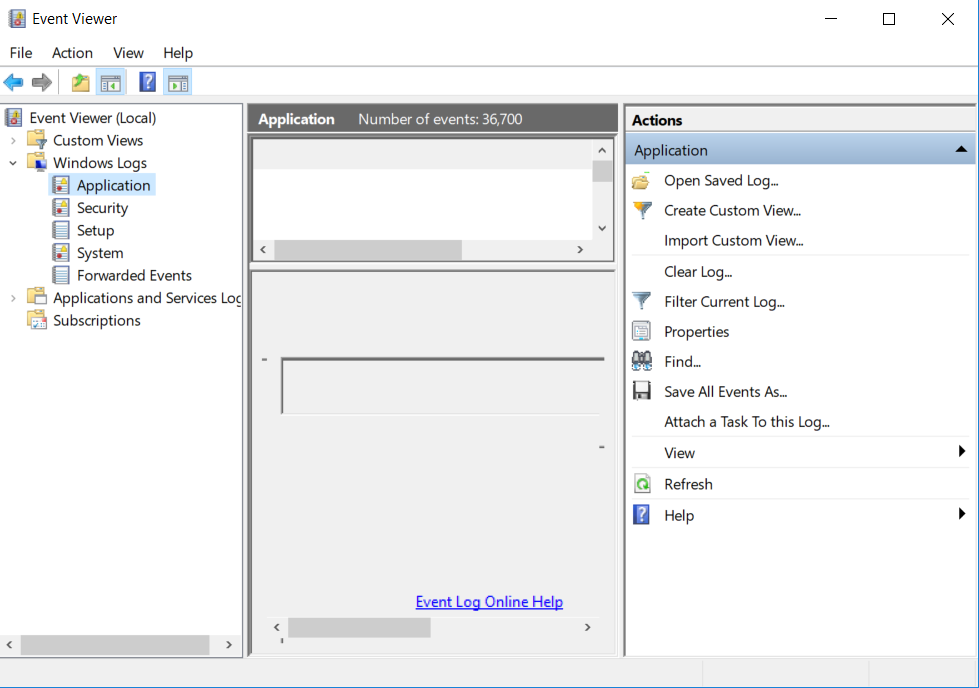 Event Viewer
File Action View Help
Event Viewer (Local)
Custom Views
Windows Logs
Application
Security
Setup
System
Forwarded Events
Applications and Services Log
Subscriptions
Application Number of events: 36,700
Event Log Online Help
Actions
Application
Open Saved Log...
Create Custom View...
Import Custom View...
Clear Log...
Filter Current Log...
Properties
Find...
Save All Events As...
Attach a Task To this Log...
View
Refresh
Help